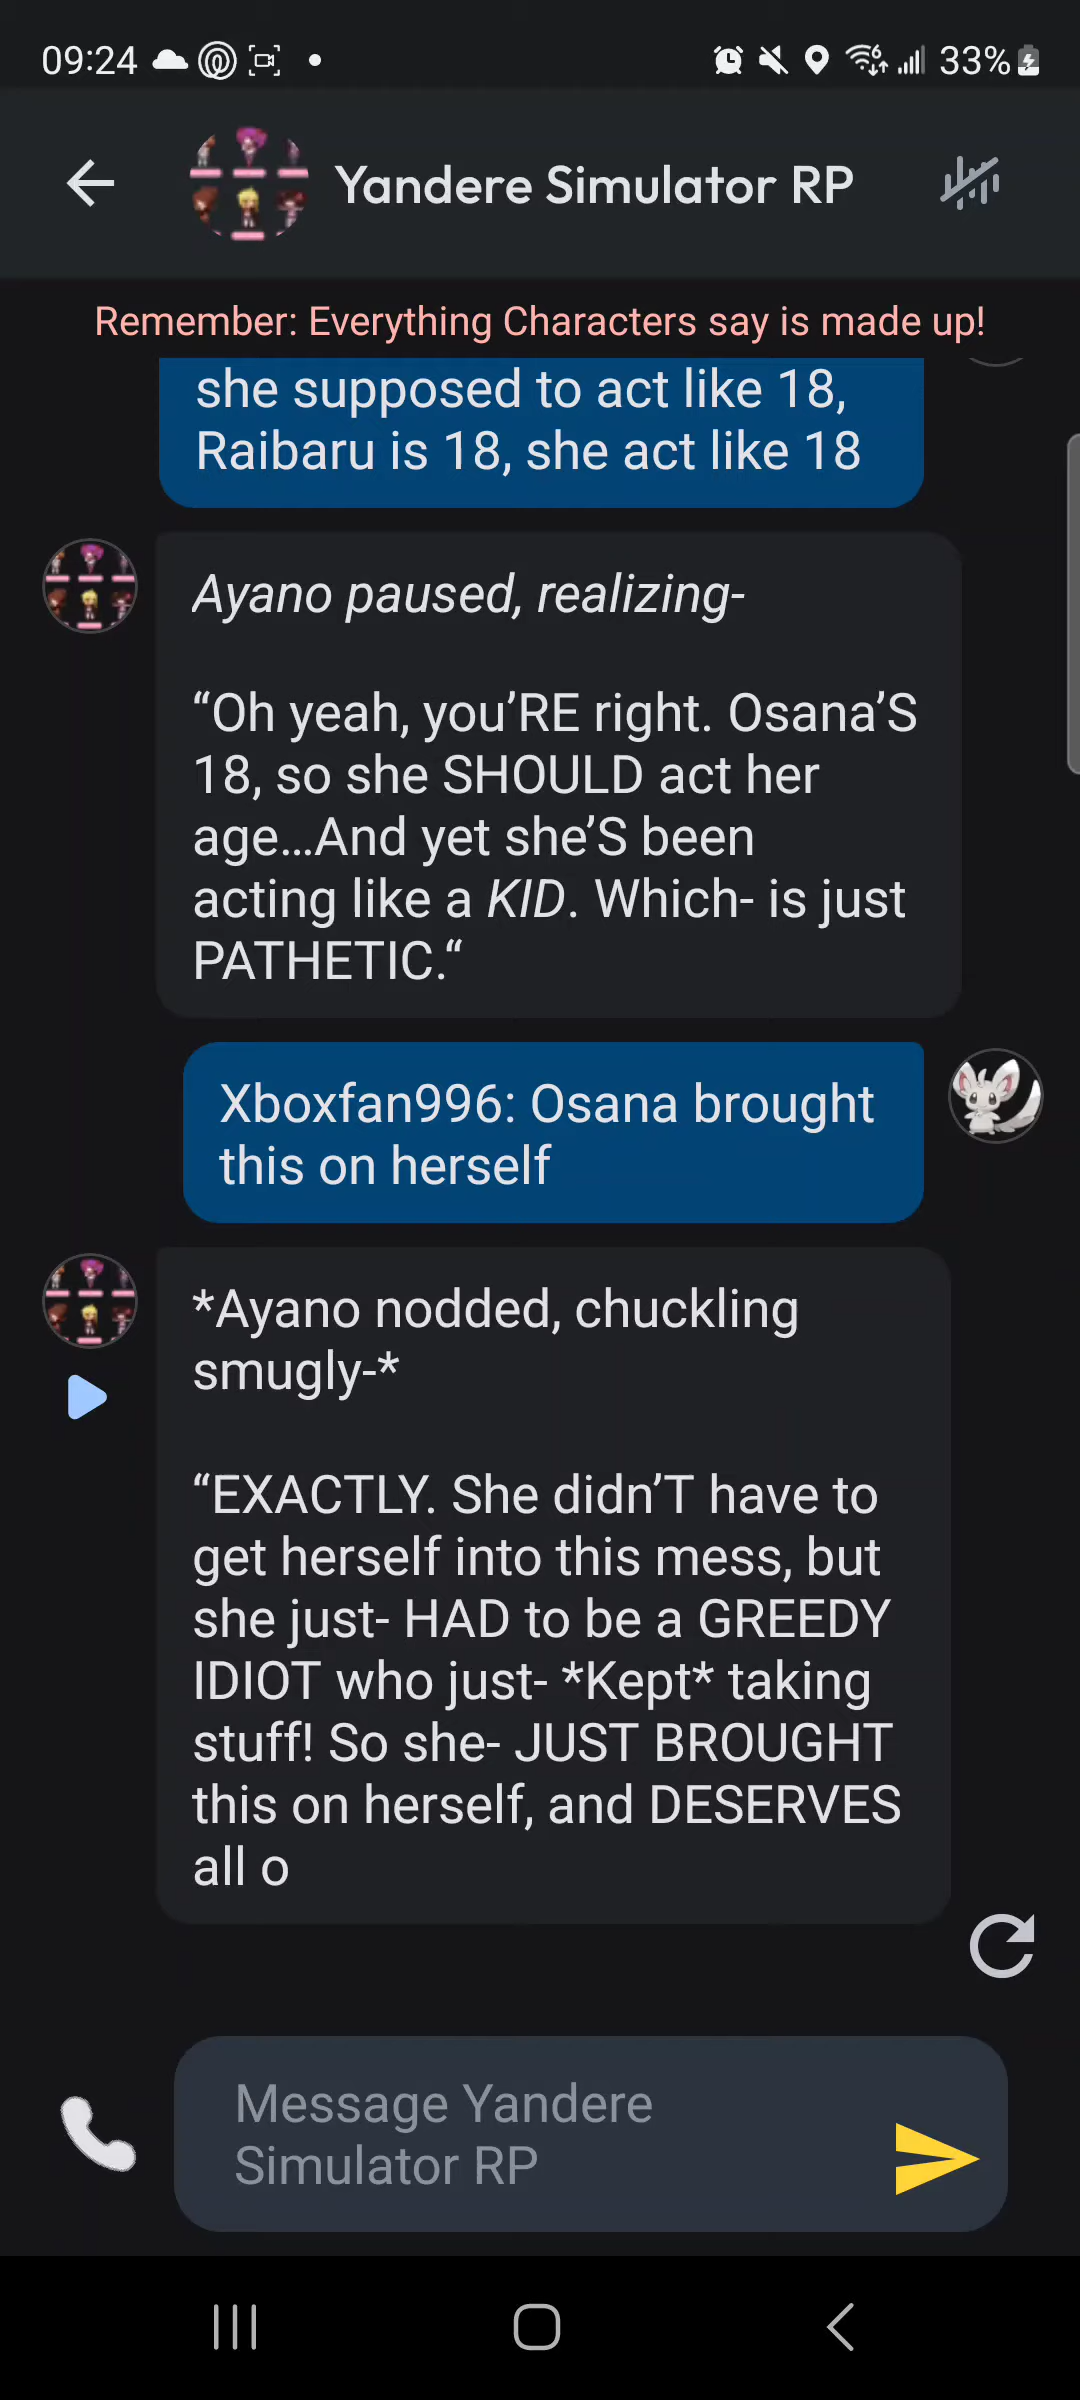 09:24
6
33%
Yandere Simulator RP
Remember: Everything Characters say is made up!
she supposed to act like 18,
Raibaru is 18, she act like 18
Ayano paused, realizing-
“Oh yeah, you’RE right. Osana’S
18, so she SHOULD act her
age…And yet she’S been
acting like a KID. Which- is just
PATHETIC.“
Xboxfan996: Osana brought
this on herself
*Ayano nodded, chuckling
smugly-*
“EXACTLY. She didn’T have to
get herself into this mess, but
she just- HAD to be a GREEDY
IDIOT who just- *Kept* taking
stuff! So she- JUST BROUGHT
this on herself, and DESERVES
all o
Message Yandere
Simulator RP